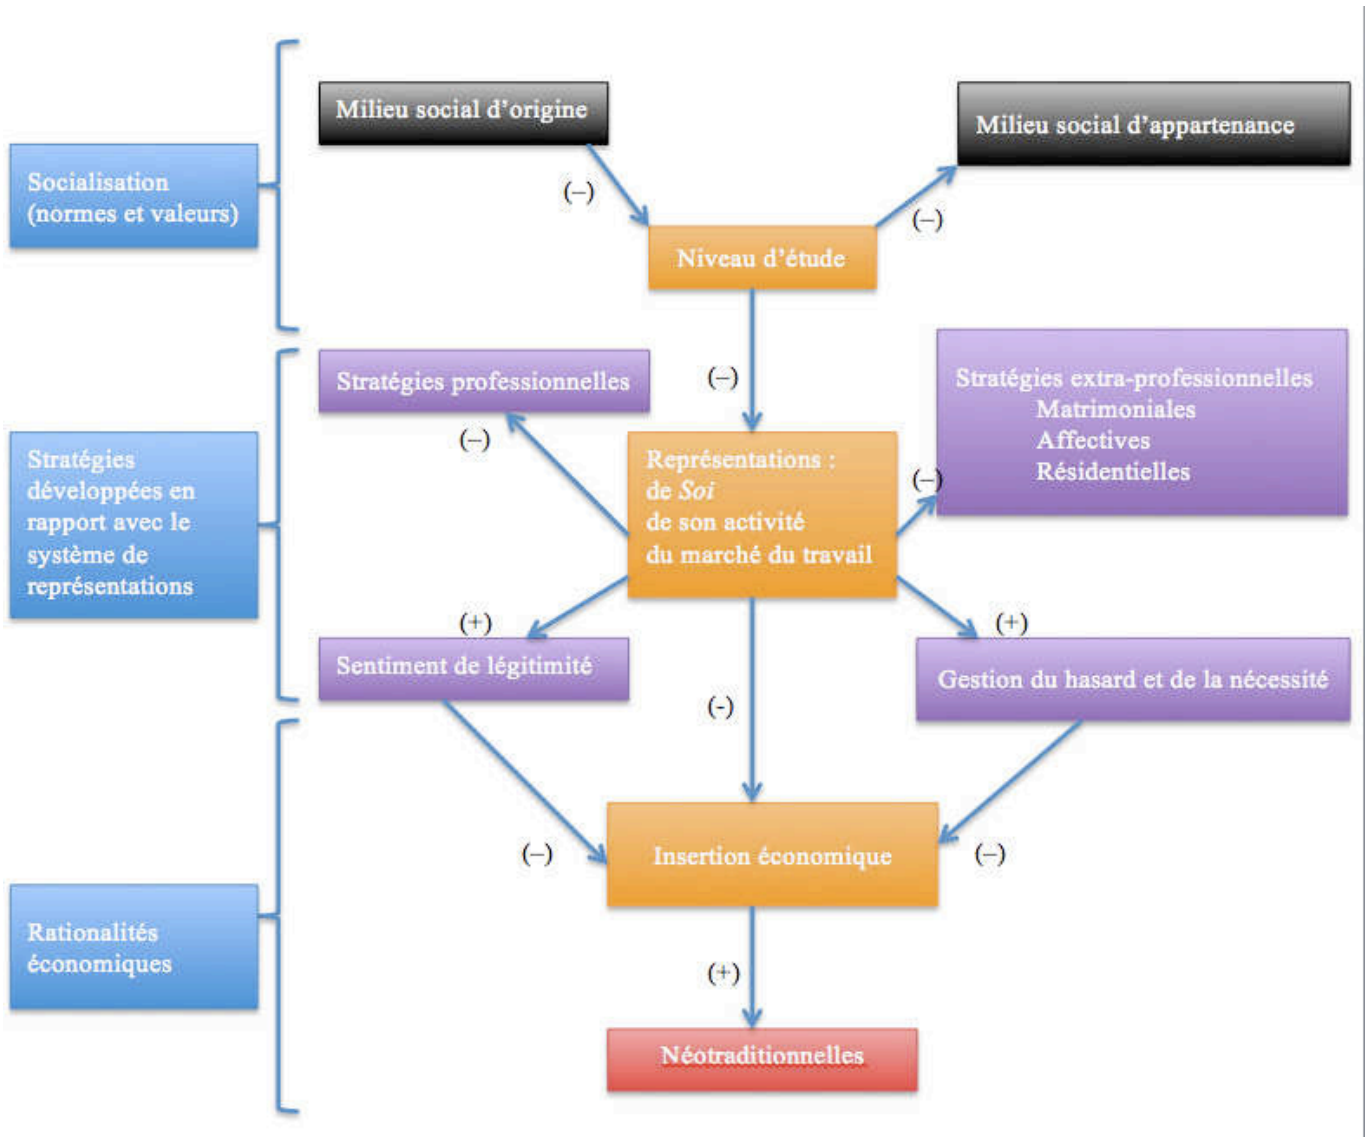 Milieu social d'origine
Milieu social d'appartenance
Socialisation
(normes et valeurs)
(–)
(–)
Niveau d'étude
Stratégies professionnelles
(–)
Stratégies extra-professionnelles
Matrimoniales
Affectives
Résidentielles
(–)
Stratégies
développées en
rapport avec le
système de
représentations
Représentations :
de Soi
de son activité
du marché du travail
(–)
(+)
(+)
Sentiment de légitimité
Gestion du hasard et de la nécessité
(-)
(–)
Insertion économique
(–)
Rationalités
économiques
(+)
Néotraditionnelles